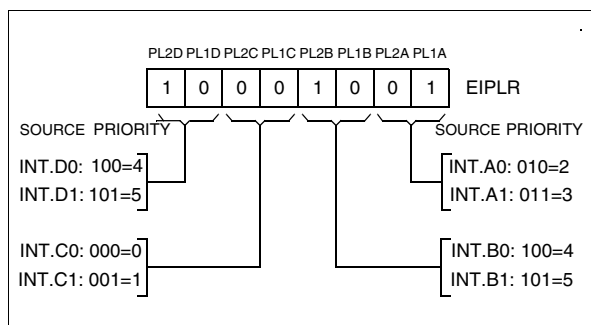 PL2D PL1D PL2C PL1C PL2B PL1B PL2A PL1A
1 0 0 0 1 0 0 1 EIPLR
SOURCE PRIORITY
INT.D0: 100=4
INT.D1: 101=5
INT.C0: 000=0
INT.C1: 001=1
SOURCE PRIORITY
INT.A0: 010=2
INT.A1: 011=3
INT.B0: 100=4
INT.B1: 101=5